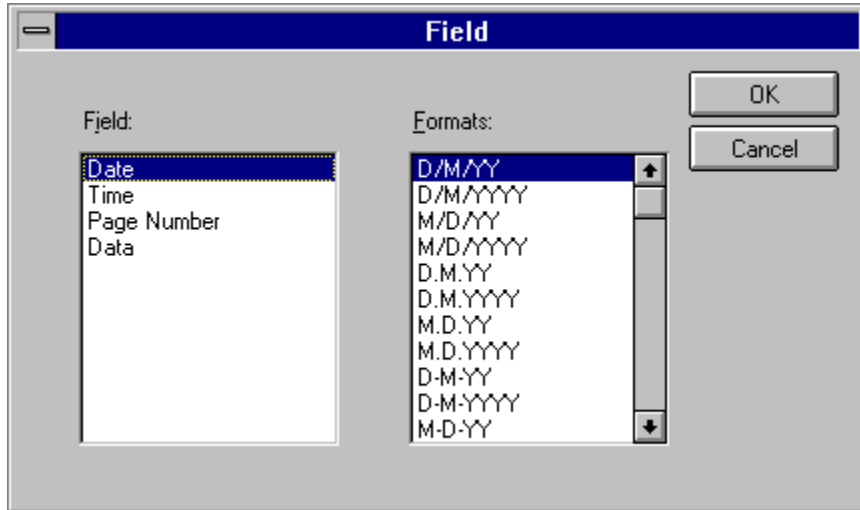 Field
Field:
Date
Time
Page Number
Data
Formats:
D/M/YY
D/M/YYYY
M/D/YY
M/D/YYYY
D.M.YY
D.M.YYYY
M.D.YY
M.D.YYYY
D-M-YY
D-M-YYYY
M-D-YY
OK
Cancel